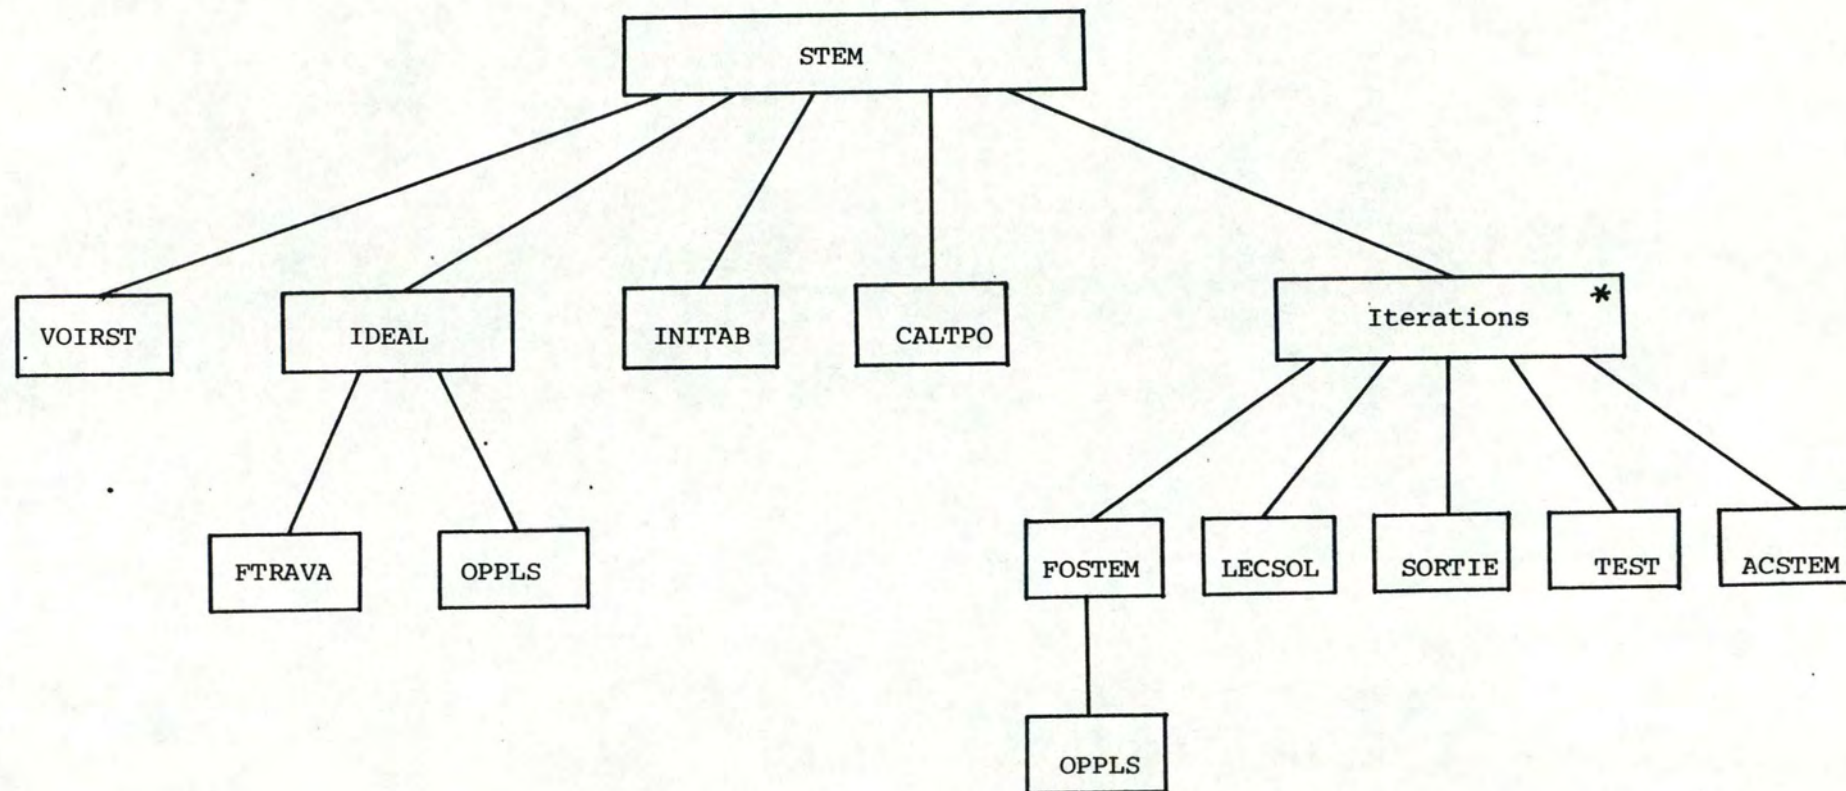 STEM
VOIRST
IDEAL
INITAB
CALTPO
Iterations *
FTRAVA
OPPLS
FOSTEM
LECSOL
SORTIE
TEST
ACSTEM
OPPLS